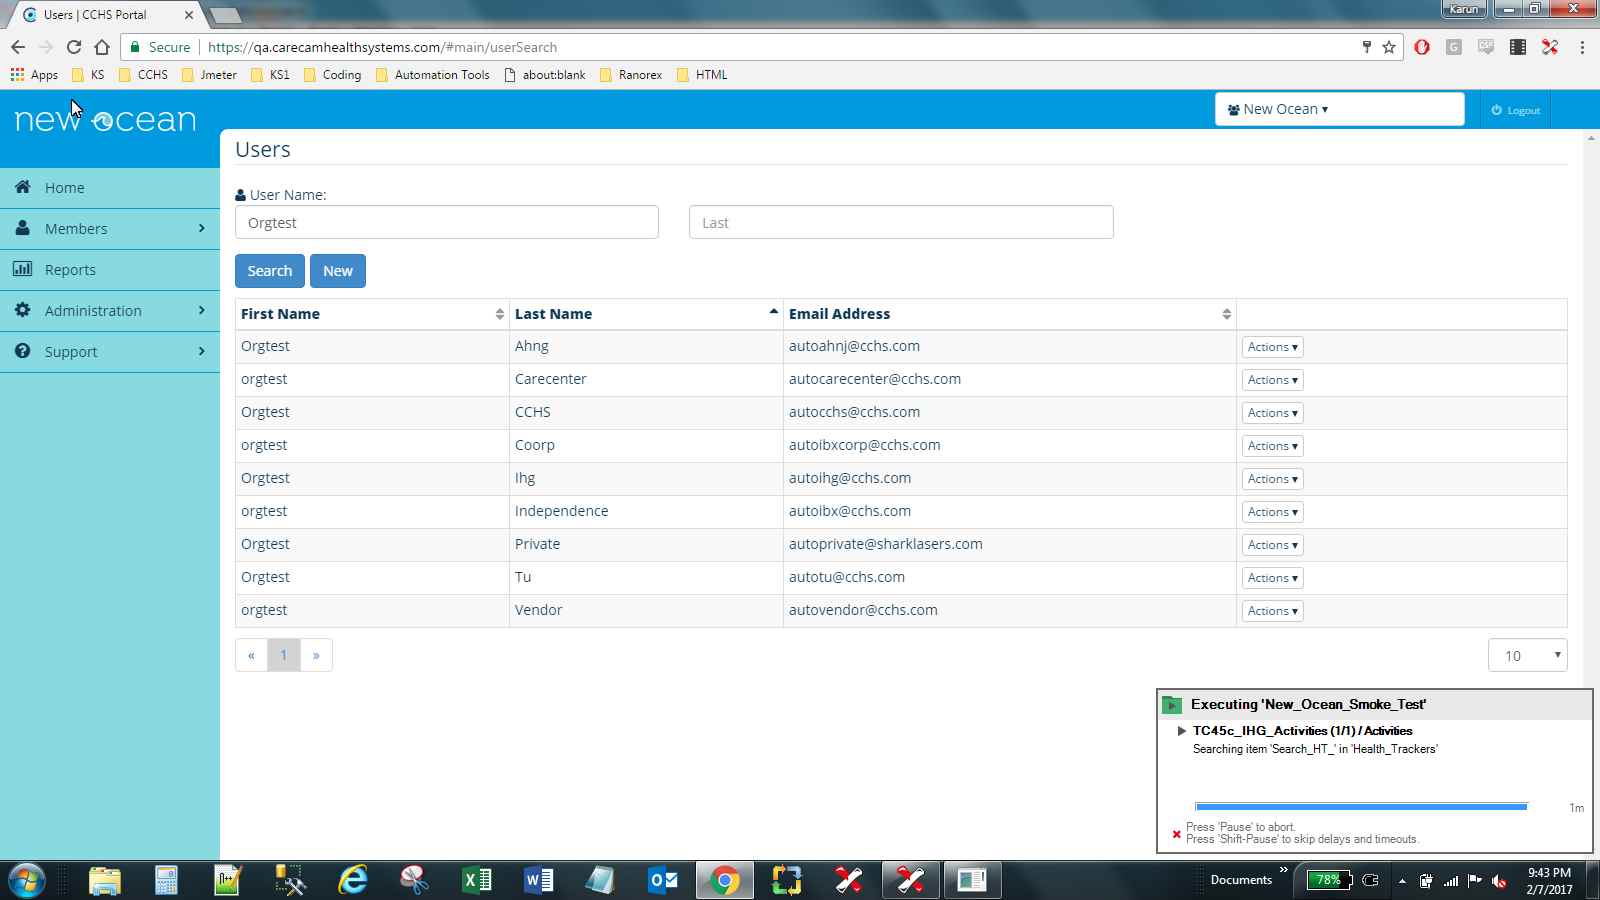 Users | CCHS Portal
Karun
Secure
https://qa.carecamhealthsystems.com/#main/userSearch
Apps
KS
CCHS
Jmeter
KS1
Coding
Automation Tools
about:blank
Ranorex
HTML
new ocean
New Ocean ▾
Logout
Home
Members
Reports
Administration
Support
Users
User Name:
Orgtest
Last
Search
New
First Name Last Name Email Address
Orgtest Ahng autoahnj@cchs.com Actions ▾
orgtest Carecenter autocarecenter@cchs.com Actions ▾
Orgtest CCHS autocchs@cchs.com Actions ▾
orgtest Coorp autoibxcorp@cchs.com Actions ▾
Orgtest Ihg autoihg@cchs.com Actions ▾
orgtest Independence autoibx@cchs.com Actions ▾
Orgtest Private autoprivate@sharklasers.com Actions ▾
Orgtest Tu autotu@cchs.com Actions ▾
orgtest Vendor autovendor@cchs.com Actions ▾
« 1 »
10
Executing 'New_Ocean_Smoke_Test'
TC45c_IHG_Activities (1/1) / Activities
Searching item 'Search_HT_' in 'Health_Trackers'
1m
Press 'Pause' to abort.
Press 'Shift-Pause' to skip delays and timeouts.
Documents
78%
9:43 PM
2/7/2017